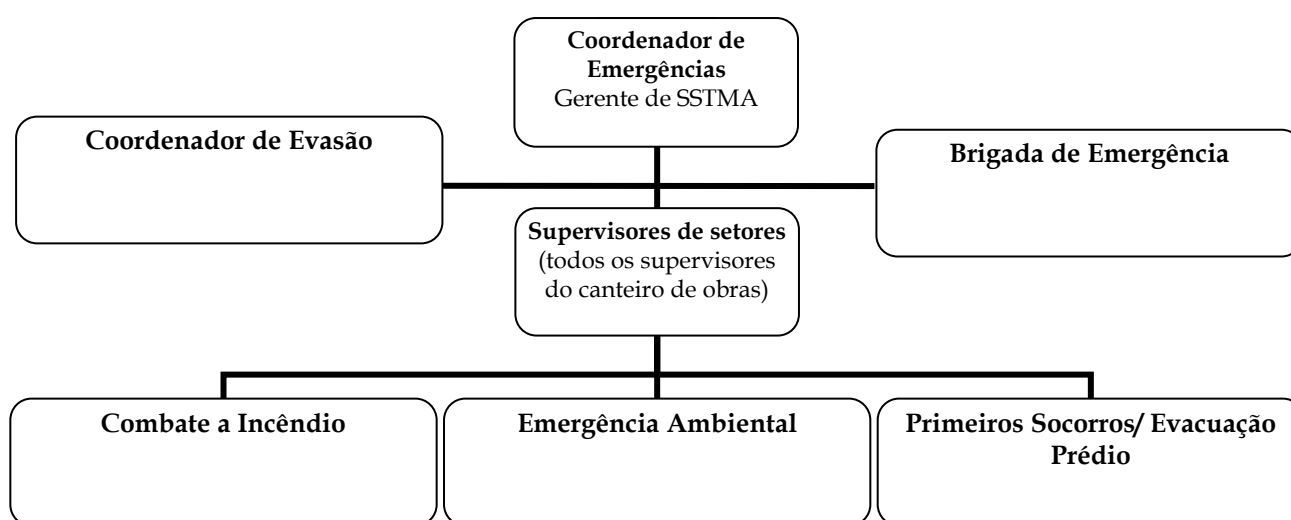 Coordenador de
Emergências
Gerente de SSTMA
Coordenador de Evasão
Brigada de Emergência
Supervisores de setores
(todos os supervisores
do canteiro de obras)
Combate a Incêndio
Emergência Ambiental
Primeiros Socorros/ Evacuação
Prédio